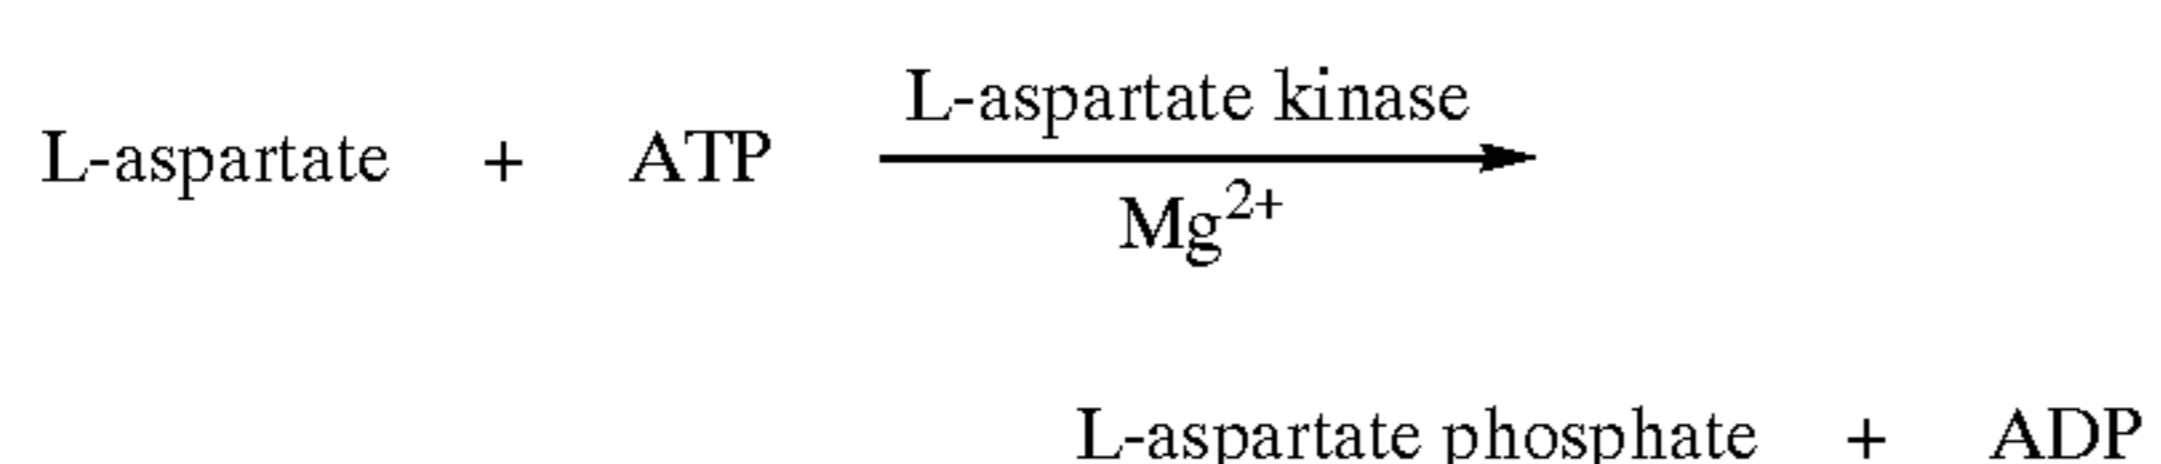 L-aspartate kinase
L-aspartate + ATP
Mg²⁺
L-aspartate phosphate + ADP